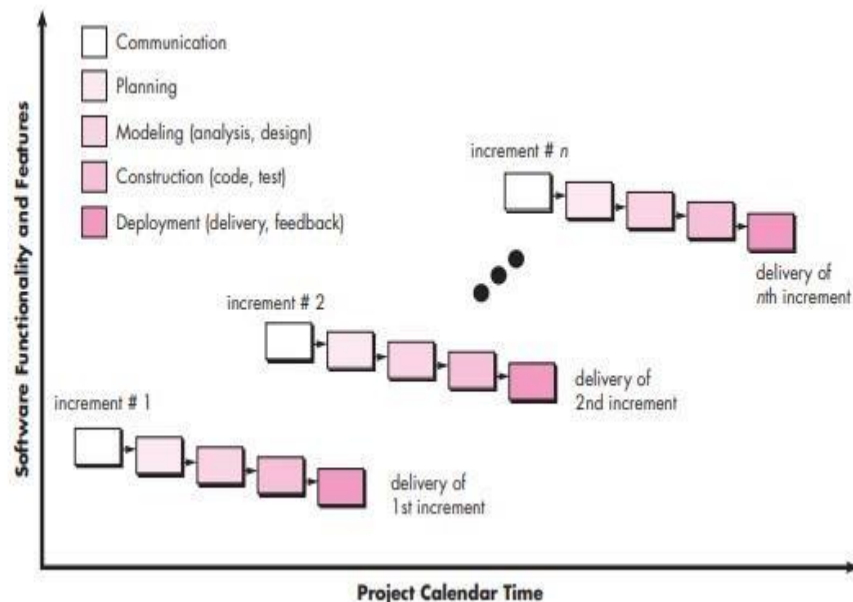 Software Functionality and Features
Communication
Planning
Modeling (analysis, design)
Construction (code, test)
Deployment (delivery, feedback)
increment # n
delivery of
nth increment
increment # 2
delivery of
2nd increment
increment # 1
delivery of
1st increment
Project Calendar Time